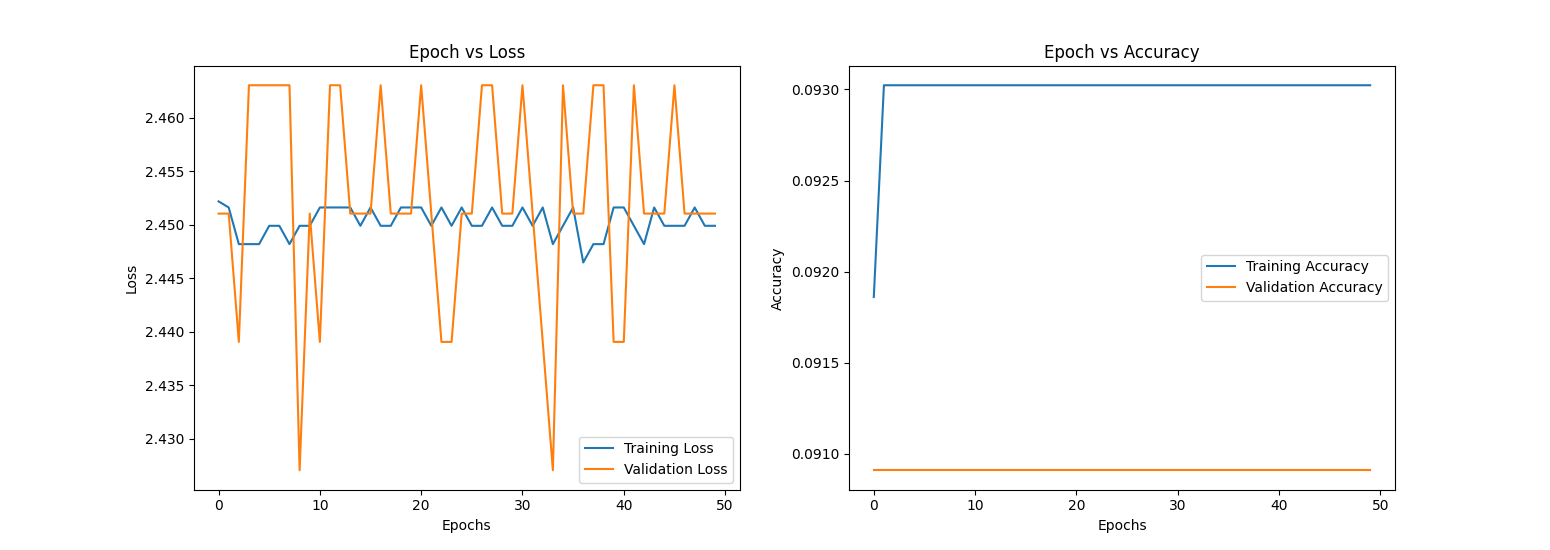 Epoch vs Loss
2.460
2.455
2.450
2.445
2.440
2.435
2.430
Loss
0
10
20
30
40
50
Epochs
Training Loss
Validation Loss
Epoch vs Accuracy
0.0930
0.0925
0.0920
0.0915
0.0910
Accuracy
0
10
20
30
40
50
Epochs
Training Accuracy
Validation Accuracy